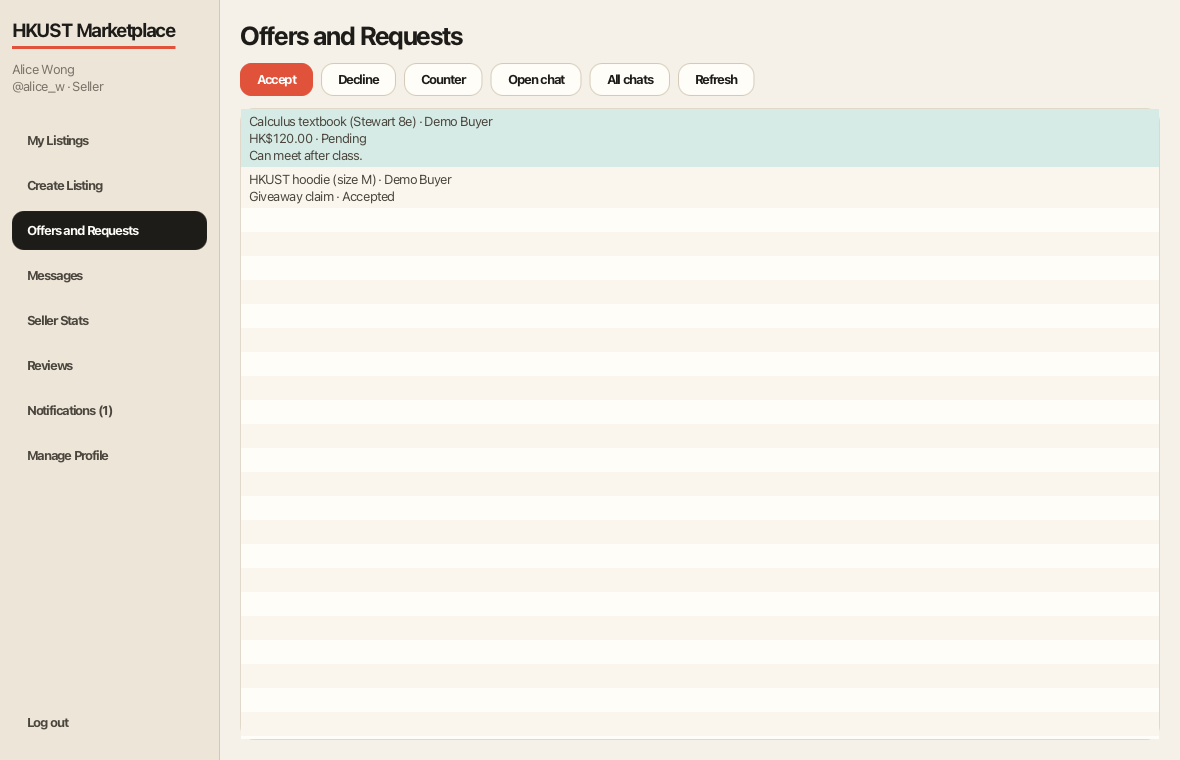 HKUST Marketplace
Alice Wong
@alice_w · Seller
My Listings
Create Listing
Offers and Requests
Messages
Seller Stats
Reviews
Notifications (1)
Manage Profile
Log out
Offers and Requests
Accept
Decline
Counter
Open chat
All chats
Refresh
Calculus textbook (Stewart 8e) · Demo Buyer
HK$120.00 · Pending
Can meet after class.
HKUST hoodie (size M) · Demo Buyer
Giveaway claim · Accepted